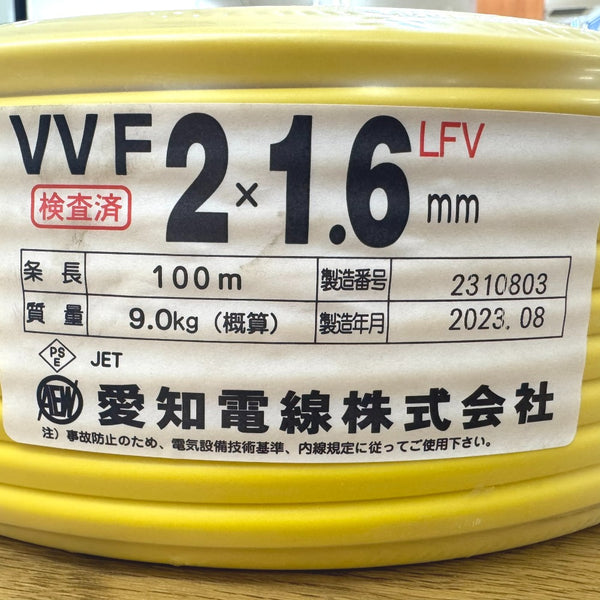 VVF 2×1.6 mm LFV
検査済
条長 100m 製造番号 2310803
質量 9.0kg（概算） 製造年月 2023.08
PS E JET
AEW 愛知電線株式会社
注）事故防止のため、電気設備技術基準、内線規定に従ってご使用下さい。